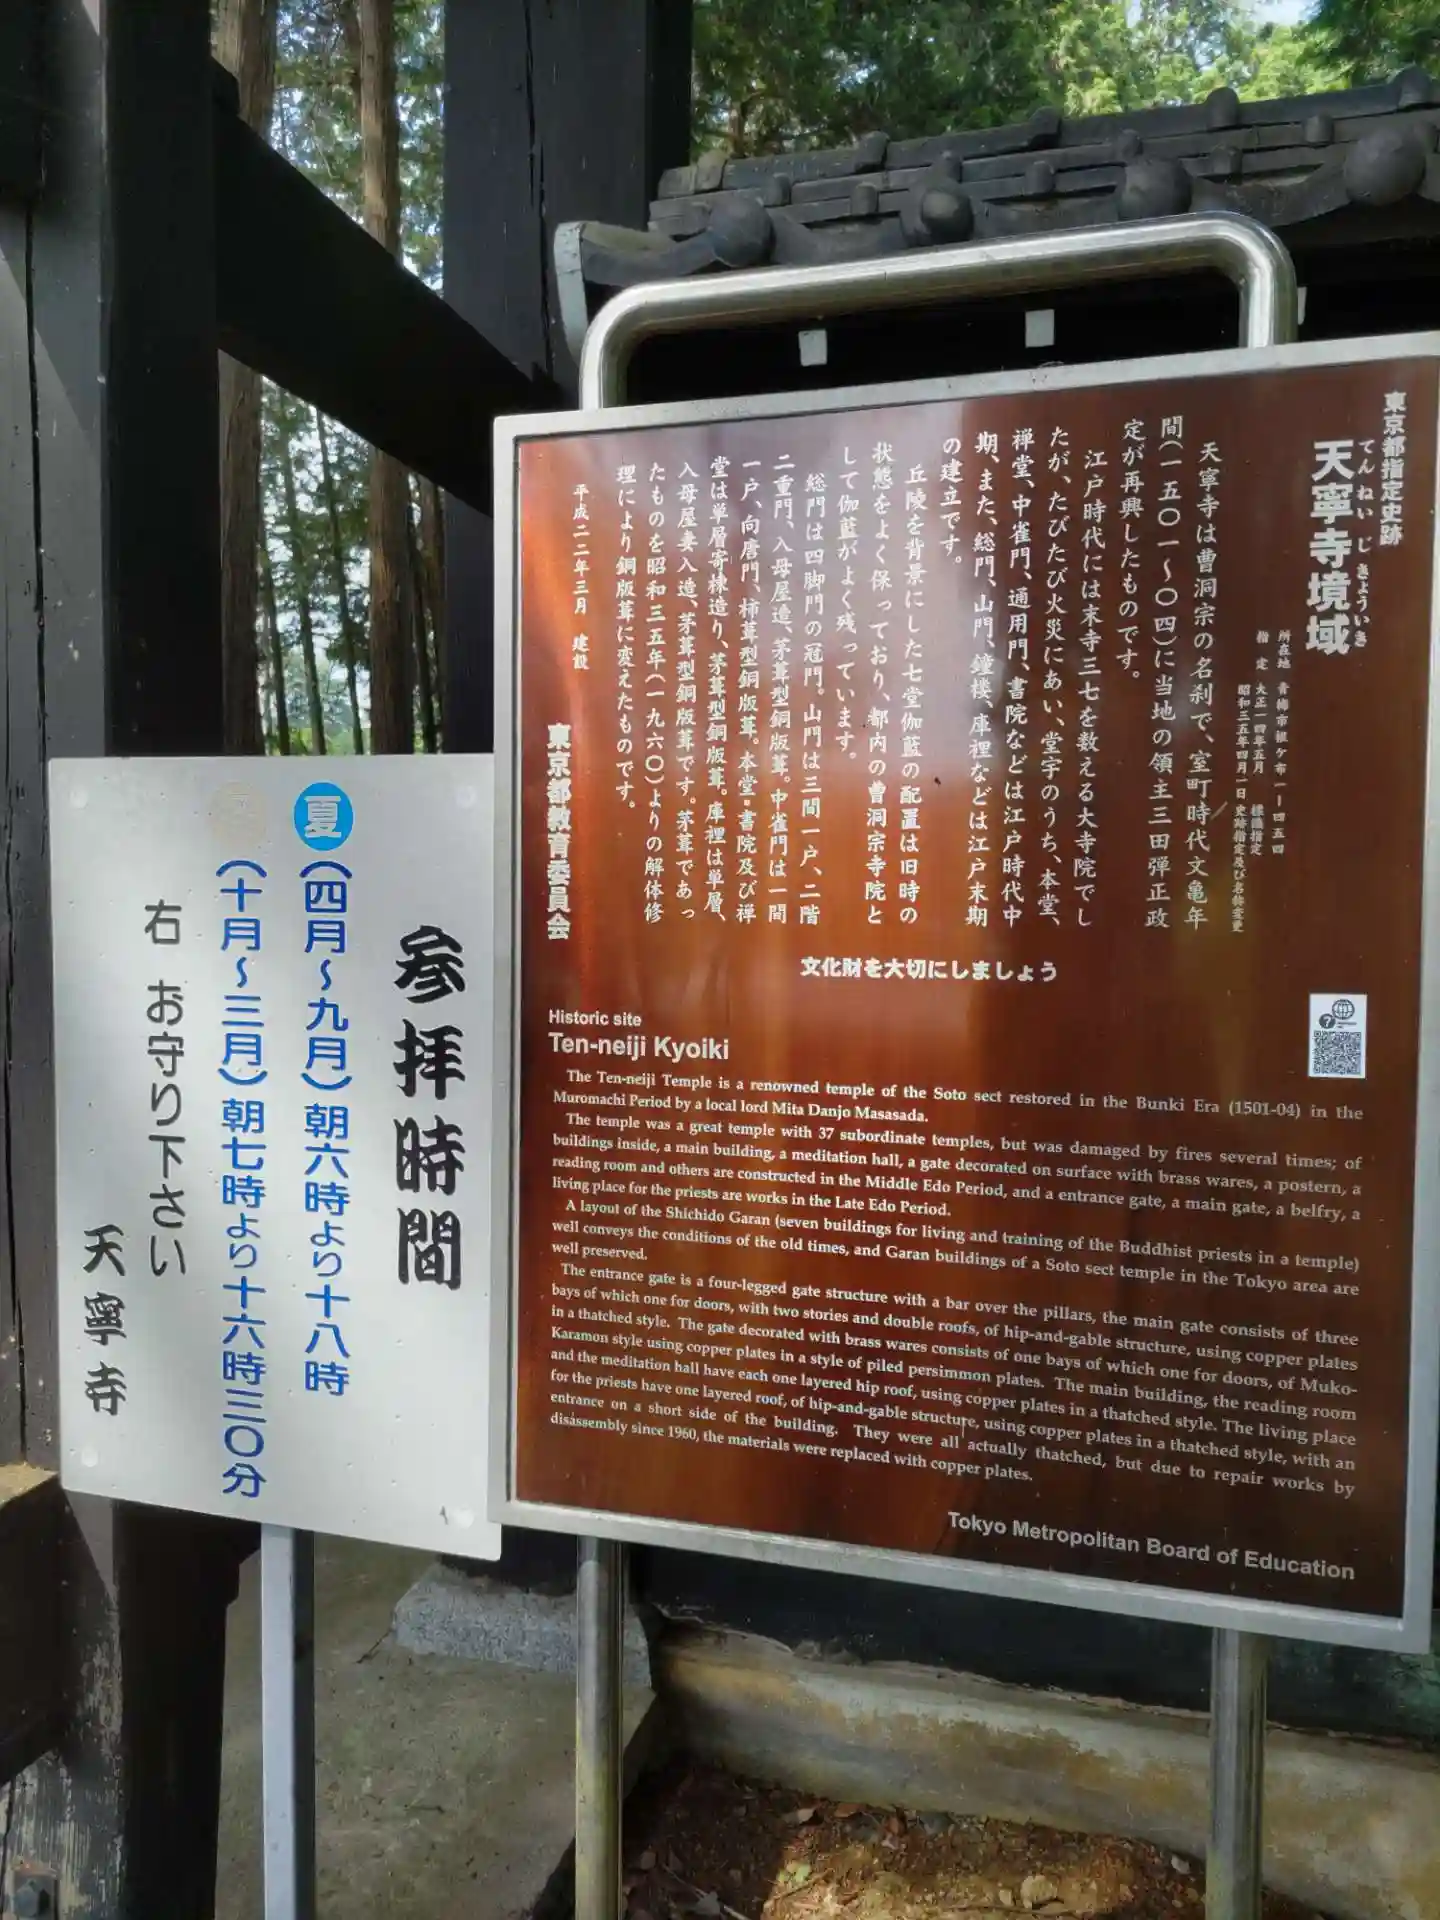 東京都指定史跡
てんねいじきょういき
天寧寺境域
所在地 青梅市根ケ布一ー四五四
指定 大正一四年五月 標識指定
昭和三五年四月一日 史跡指定及び名称変更
天寧寺は曹洞宗の名刹で、室町時代文亀年
間(一五〇一〜〇四)に当地の領主三田弾正政
定が再興したものです。
江戸時代には末寺三七を数える大寺院でし
たが、たびたび火災にあい、堂宇のうち、本堂、
禅堂、中雀門、通用門、書院などは江戸時代中
期、また、総門、山門、鐘楼、庫裡などは江戸末期
の建立です。
丘陵を背景にした七堂伽藍の配置は旧時の
状態をよく保っており、都内の曹洞宗寺院と
して伽藍がよく残っています。
総門は四脚門の冠門。山門は三間一戸、二階
二重門、入母屋造、茅葺型銅版葺。中雀門は一間
一戸、向唐門、柿葺型銅版葺。本堂・書院及び禅
堂は単層寄棟造り、茅葺型銅版葺。庫裡は単層、
入母屋妻入造、茅葺型銅版葺です。茅葺であっ
たものを昭和三五年(一九六〇)よりの解体修
理により銅版葺に変えたものです。
平成二二年三月 建設
東京都教育委員会
文化財を大切にしましょう
Historic site
Ten-neiji Kyoiki
The Ten-neiji Temple is a renowned temple of the Soto sect restored in the Bunki Era (1501-04) in the
Muromachi Period by a local lord Mita Danjo Masasada.
The temple was a great temple with 37 subordinate temples, but was damaged by fires several times; of
buildings inside, a main building, a meditation hall, a gate decorated on surface with brass wares, a postern, a
reading room and others are constructed in the Middle Edo Period, and a entrance gate, a main gate, a belfry, a
living place for the priests are works in the Late Edo Period.
A layout of the Shichido Garan (seven buildings for living and training of the Buddhist priests in a temple)
well conveys the conditions of the old times, and Garan buildings of a Soto sect temple in the Tokyo area are
well preserved.
The entrance gate is a four-legged gate structure with a bar over the pillars, the main gate consists of three
bays of which one for doors, with two stories and double roofs, of hip-and-gable structure, using copper plates
in a thatched style. The gate decorated with brass wares consists of one bays of which one for doors, of Muko-
Karamon style using copper plates in a style of piled persimmon plates. The main building, the reading room
and the meditation hall have each one layered hip roof, using copper plates in a thatched style. The living place
for the priests have one layered roof, of hip-and-gable structure, using copper plates in a thatched style, with an
entrance on a short side of the building. They were all actually thatched, but due to repair works by
disassembly since 1960, the materials were replaced with copper plates.
Tokyo Metropolitan Board of Education
参拝時間
夏(四月〜九月)朝六時より十八時
(十月〜三月)朝七時より十六時三〇分
右 お守り下さい
天寧寺